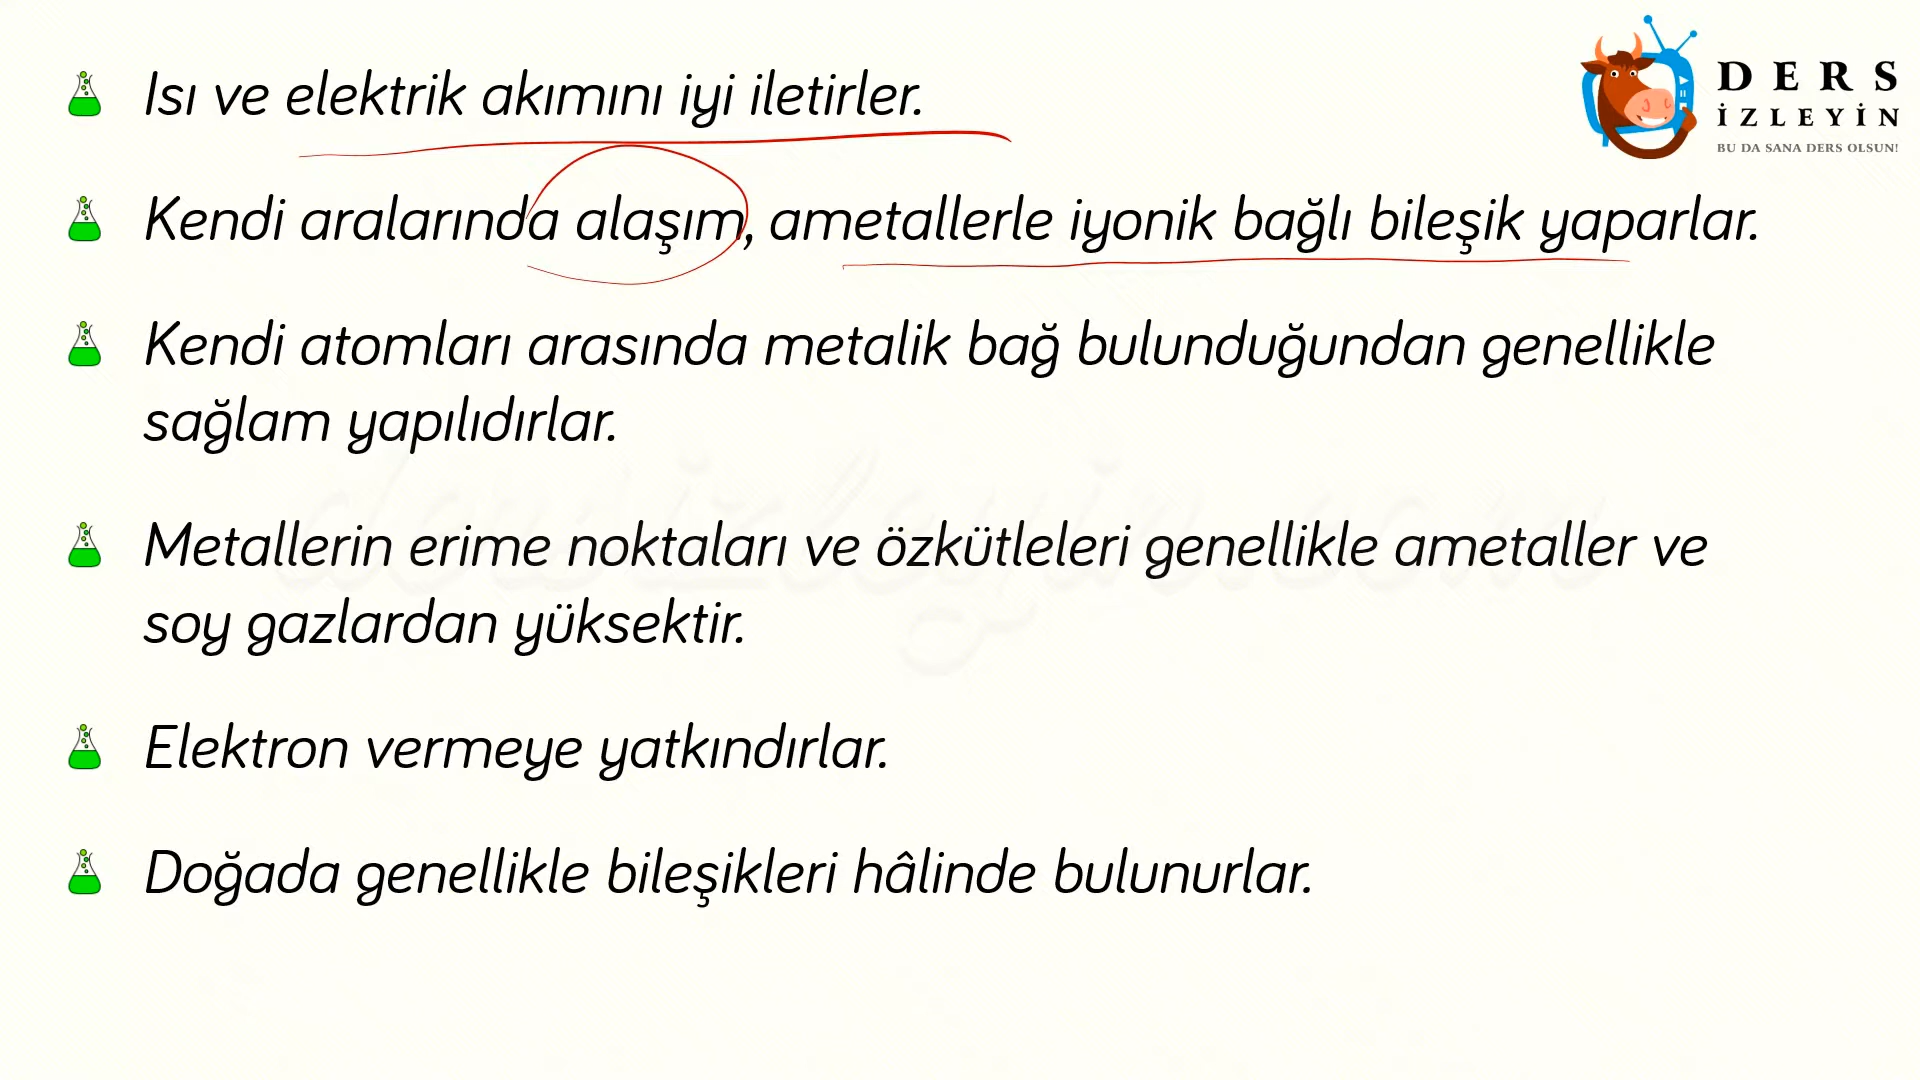 Isı ve elektrik akımını iyi iletirler.
DERS
İZLEYİN
BU DA SANA DERS OLSUN!
Kendi aralarında alaşım, ametallerle iyonik bağlı bileşik yaparlar.
Kendi atomları arasında metalik bağ bulunduğundan genellikle
sağlam yapılıdırlar.
dersizleyin.com
Metallerin erime noktaları ve özkütleleri genellikle ametaller ve
soy gazlardan yüksektir.
Elektron vermeye yatkındırlar.
Doğada genellikle bileşikleri hâlinde bulunurlar.